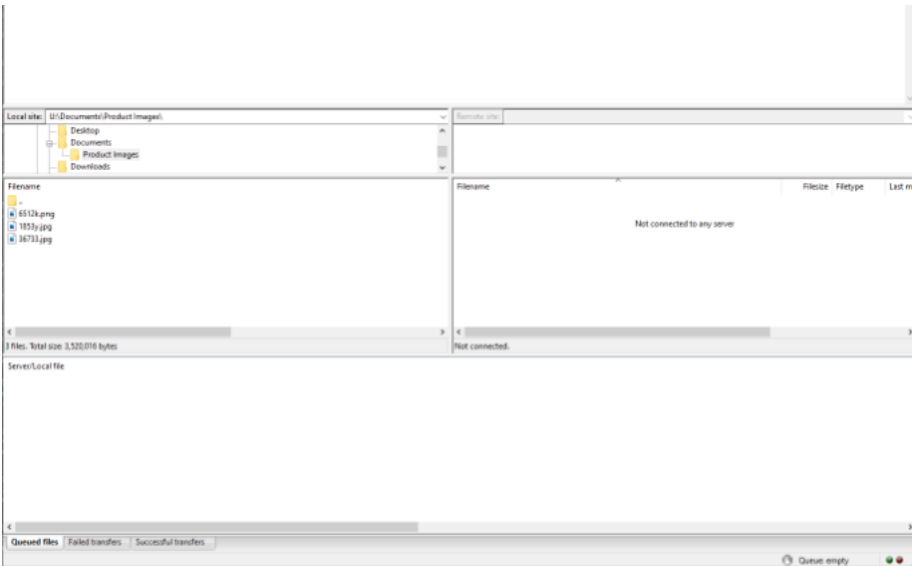 Local site: U:\Documents\Product Images\
Remote site:
Desktop
Documents
Product Images
Downloads
Filename
..
6512k.png
1853y.jpg
36733.jpg
3 files. Total size: 3,520,016 bytes
Filename Filesize Filetype Last m
Not connected to any server
Not connected.
Server/Local file
Queued files Failed transfers Successful transfers
Queue: empty